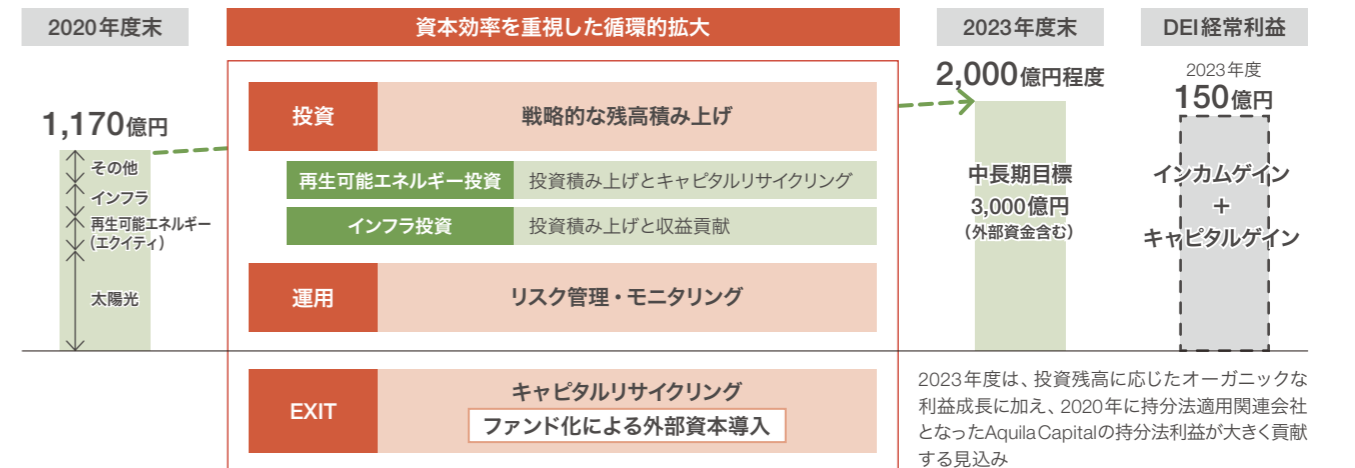 2020年度末
1,170億円
その他
インフラ
再生可能エネルギー
(エクイティ)
太陽光
資本効率を重視した循環的拡大
投資
戦略的な残高積み上げ
再生可能エネルギー投資
投資積み上げとキャピタルリサイクリング
インフラ投資
投資積み上げと収益貢献
運用
リスク管理・モニタリング
EXIT
キャピタルリサイクリング
ファンド化による外部資本導入
2023年度末
2,000億円程度
中長期目標
3,000億円
(外部資金含む)
DEI経常利益
2023年度
150億円
インカムゲイン
+
キャピタルゲイン
2023年度は、投資残高に応じたオーガニックな
利益成長に加え、2020年に持分法適用関連会社
となったAquila Capitalの持分法利益が大きく貢献
する見込み